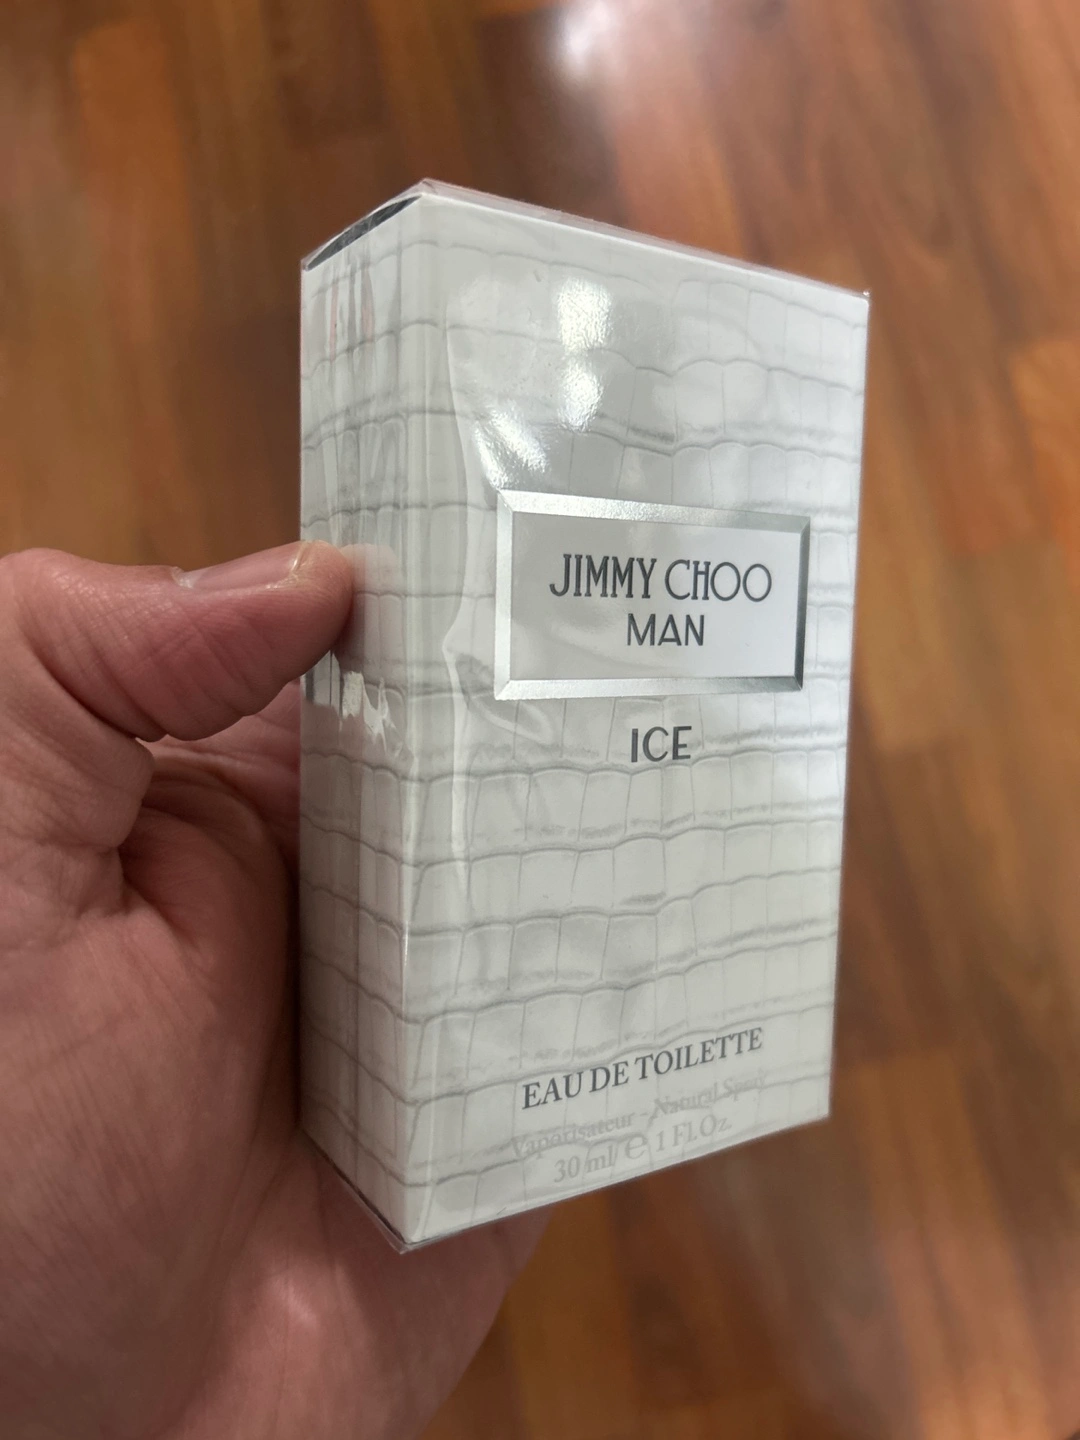 JIMMY CHOO
MAN
ICE
EAU DE TOILETTE
Vaporisateur - Natural Spray
30 ml ℮ 1 Fl.Oz.